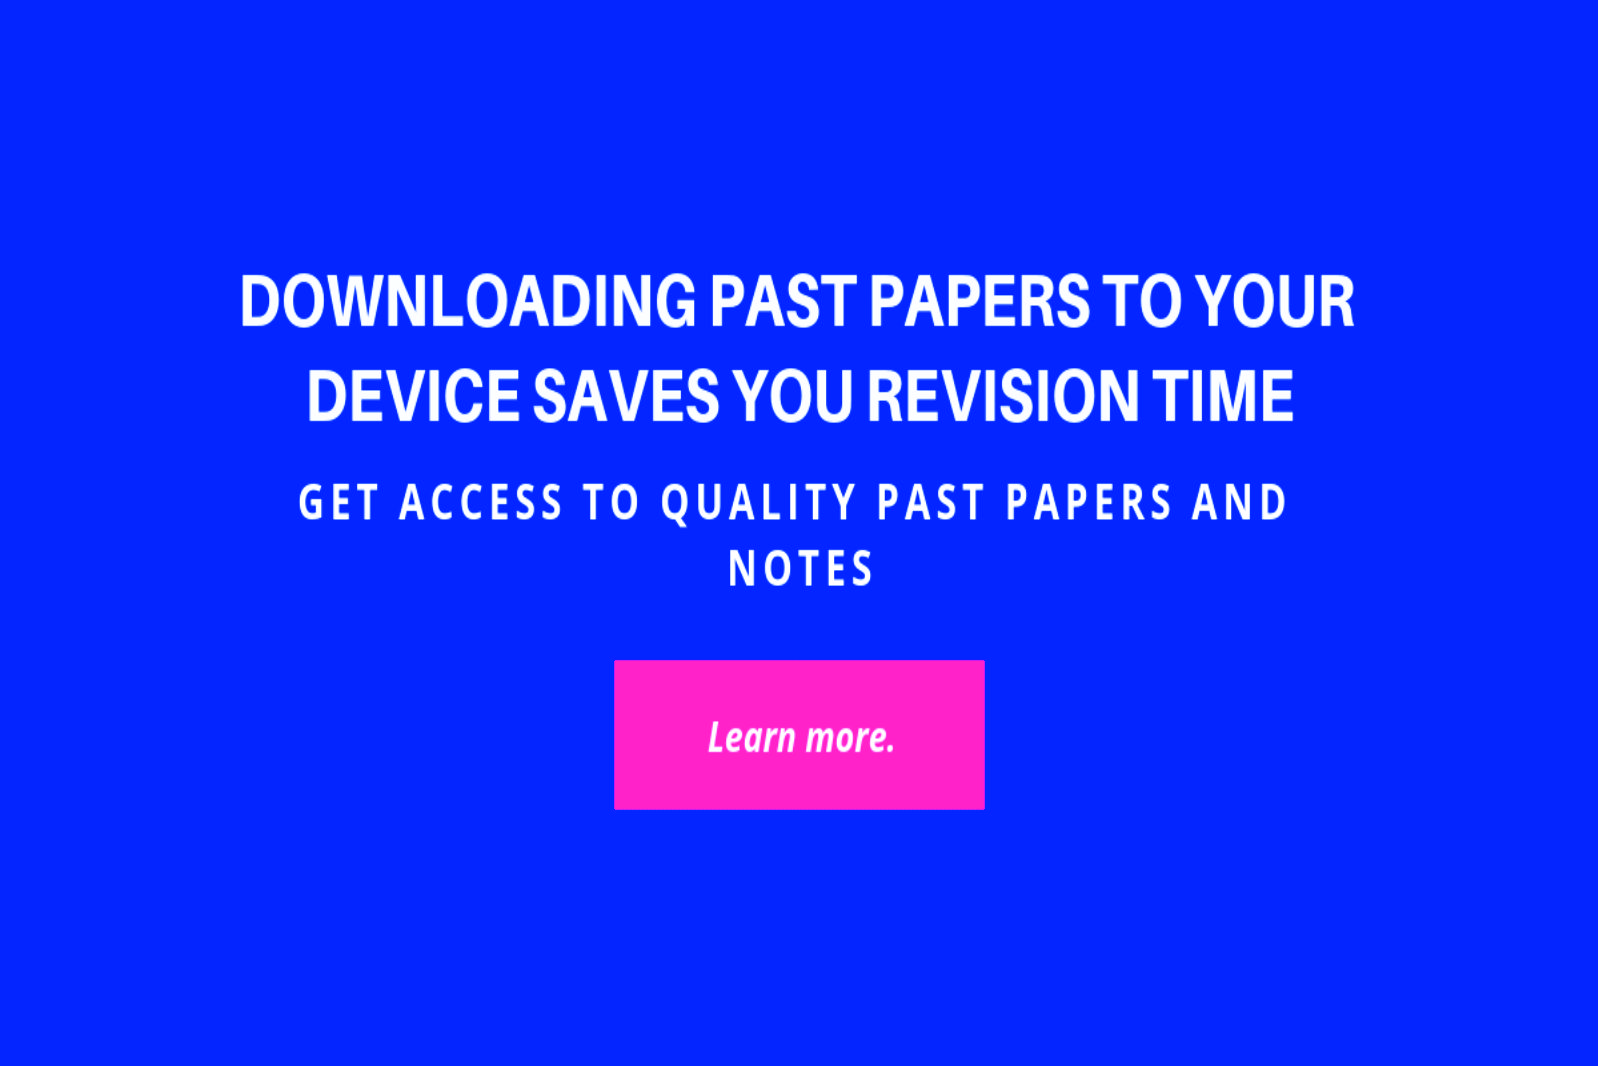 DOWNLOADING PAST PAPERS TO YOUR
DEVICE SAVES YOU REVISION TIME
GET ACCESS TO QUALITY PAST PAPERS AND
NOTES
Learn more.